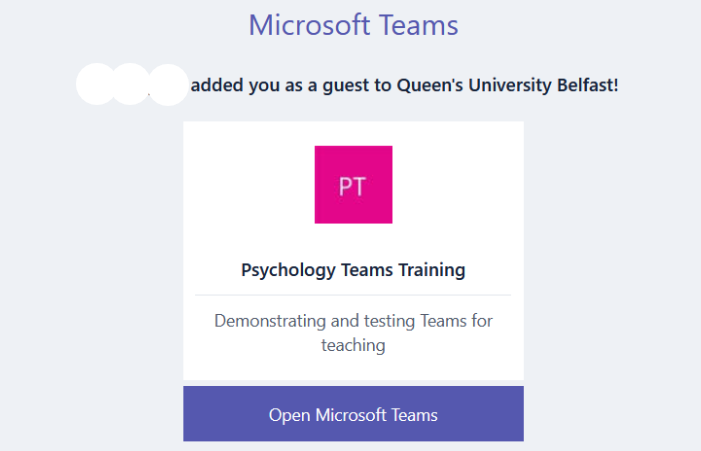 Microsoft Teams
added you as a guest to Queen's University Belfast!
PT
Psychology Teams Training
Demonstrating and testing Teams for
teaching
Open Microsoft Teams